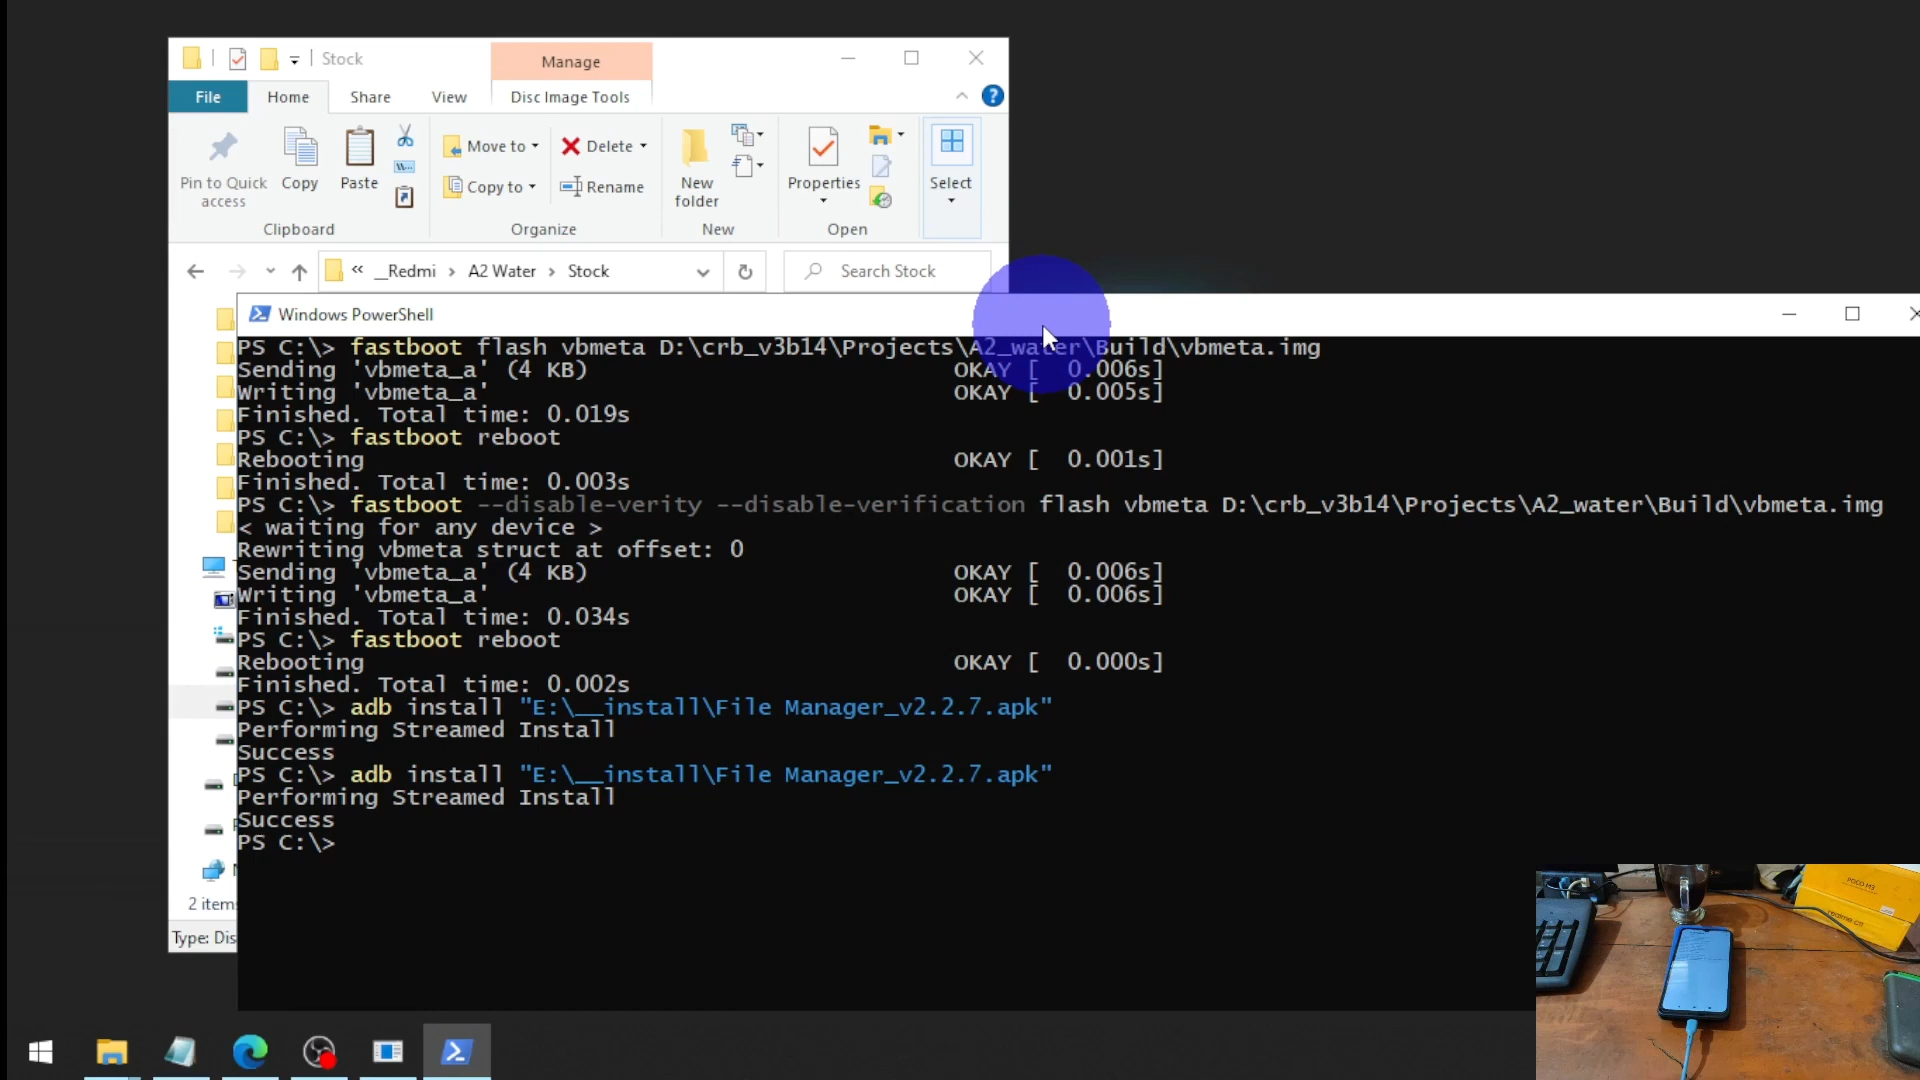 Stock
Manage
File
Home
Share
View
Disc Image Tools
Pin to Quick access
Copy
Paste
Move to
Copy to
Delete
Rename
New folder
Properties
Select
Clipboard
Organize
New
Open
« __Redmi › A2 Water › Stock
Search Stock
Windows PowerShell
PS C:\> fastboot flash vbmeta D:\crb_v3b14\Projects\A2_water\Build\vbmeta.img
Sending 'vbmeta_a' (4 KB) OKAY [ 0.006s]
Writing 'vbmeta_a' OKAY [ 0.005s]
Finished. Total time: 0.019s
PS C:\> fastboot reboot
Rebooting OKAY [ 0.001s]
Finished. Total time: 0.003s
PS C:\> fastboot --disable-verity --disable-verification flash vbmeta D:\crb_v3b14\Projects\A2_water\Build\vbmeta.img
< waiting for any device >
Rewriting vbmeta struct at offset: 0
Sending 'vbmeta_a' (4 KB) OKAY [ 0.006s]
Writing 'vbmeta_a' OKAY [ 0.006s]
Finished. Total time: 0.034s
PS C:\> fastboot reboot
Rebooting OKAY [ 0.000s]
Finished. Total time: 0.002s
PS C:\> adb install "E:\__install\File Manager_v2.2.7.apk"
Performing Streamed Install
Success
PS C:\> adb install "E:\__install\File Manager_v2.2.7.apk"
Performing Streamed Install
Success
PS C:\>
2 items
Type: Dis
POCO M3
realme C11